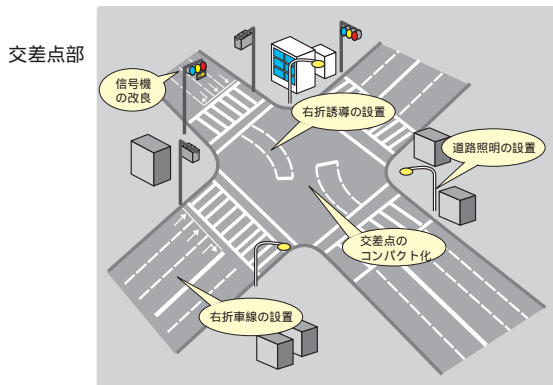 交差点部
信号機
の改良
右折誘導の設置
道路照明の設置
交差点の
コンパクト化
右折車線の設置